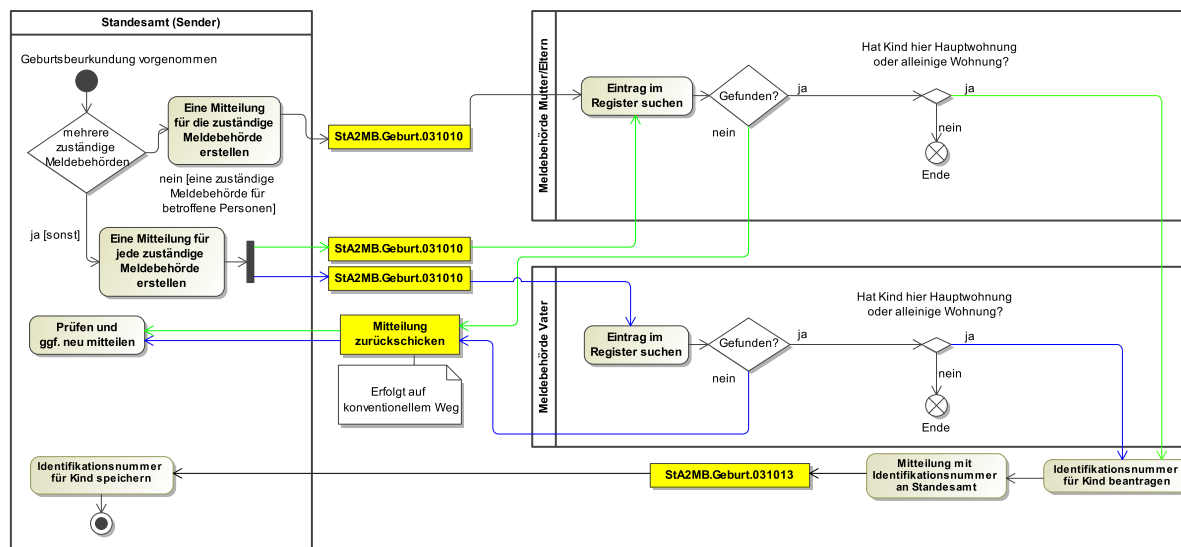 Standesamt (Sender)
Geburtsbeurkundung vorgenommen
mehrere
zuständige
Meldebehörden
Eine Mitteilung
für die zuständige
Meldebehörde
erstellen
nein [eine zuständige
Meldebehörde für
betroffene Personen]
ja [sonst]
Eine Mitteilung für
jede zuständige
Meldebehörde
erstellen
Prüfen und
ggf. neu mitteilen
Identifikationsnummer
für Kind speichern
StA2MB.Geburt.031010
StA2MB.Geburt.031010
StA2MB.Geburt.031010
Mitteilung
zurückschicken
Erfolgt auf
konventionellem Weg
Meldebehörde Mutter/Eltern
Eintrag im
Register suchen
Gefunden?
ja
nein
Hat Kind hier Hauptwohnung
oder alleinige Wohnung?
ja
nein
Ende
Meldebehörde Vater
Eintrag im
Register suchen
Gefunden?
ja
nein
Hat Kind hier Hauptwohnung
oder alleinige Wohnung?
ja
nein
Ende
StA2MB.Geburt.031013
Mitteilung mit
Identifikationsnummer
an Standesamt
Identifikationsnummer
für Kind beantragen